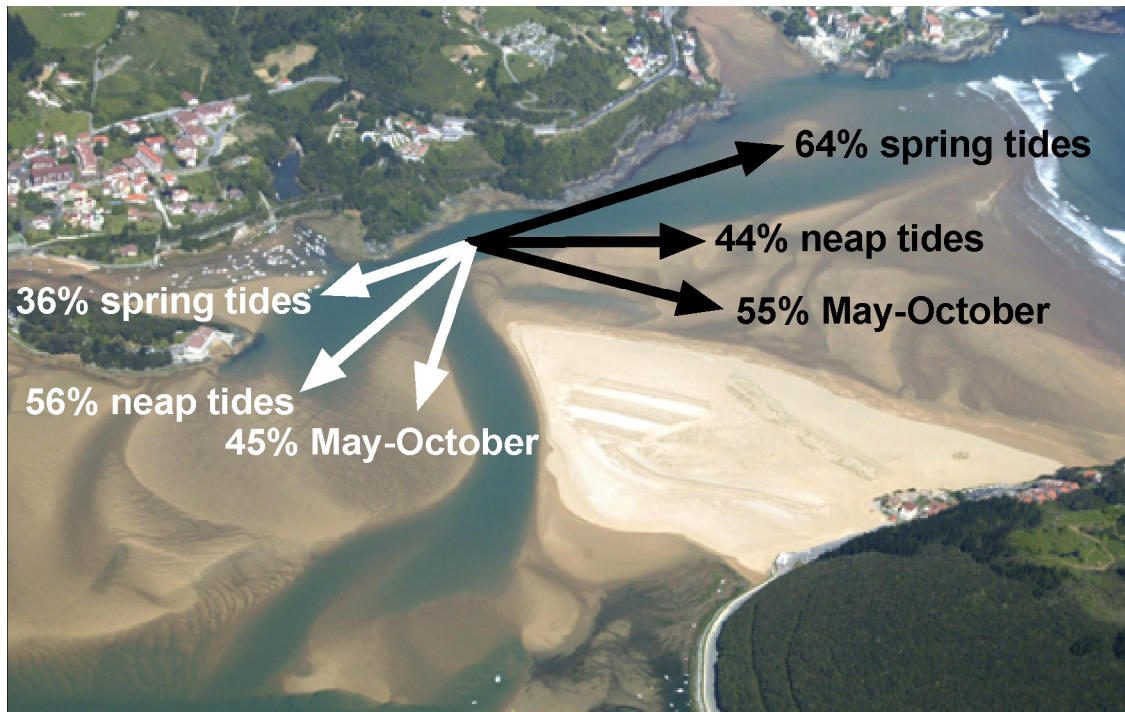 64% spring tides
44% neap tides
55% May-October
36% spring tides
56% neap tides
45% May-October